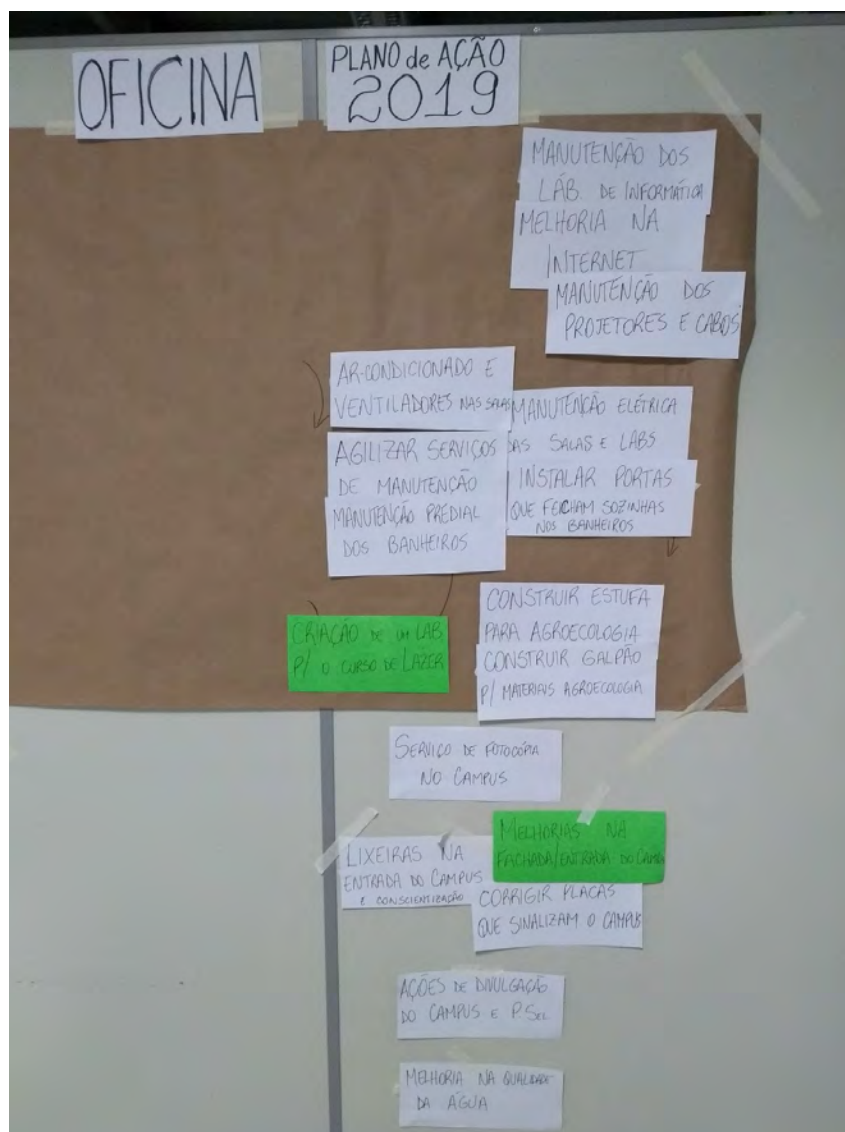 OFICINA
PLANO de AÇÃO
2019
MANUTENÇÃO DOS
LÁB. DE INFORMÁTICA
MELHORIA NA
INTERNET
MANUTENÇÃO DOS
PROJETORES E CABOS
AR-CONDICIONADO E
VENTILADORES NAS SALAS
MANUTENÇÃO ELÉTRICA
DAS SALAS E LABS
AGILIZAR SERVIÇOS
DE MANUTENÇÃO
INSTALAR PORTAS
QUE FECHAM SOZINHAS
NOS BANHEIROS
MANUTENÇÃO PREDIAL
DOS BANHEIROS
CRIAÇÃO DE UM LAB.
P/ O CURSO DE LAZER
CONSTRUIR ESTUFA
PARA AGROECOLOGIA
CONSTRUIR GALPÃO
P/ MATERIAIS AGROECOLOGIA
SERVIÇO DE FOTOCÓPIA
NO CAMPUS
MELHORIAS NA
FACHADA/ENTRADA DO CAMPUS
LIXEIRAS NA
ENTRADA DO CAMPUS
E CONSCIENTIZAÇÃO
CORRIGIR PLACAS
QUE SINALIZAM O CAMPUS
AÇÕES DE DIVULGAÇÃO
DO CAMPUS E P. SEL.
MELHORIA NA QUALIDADE
DA ÁGUA